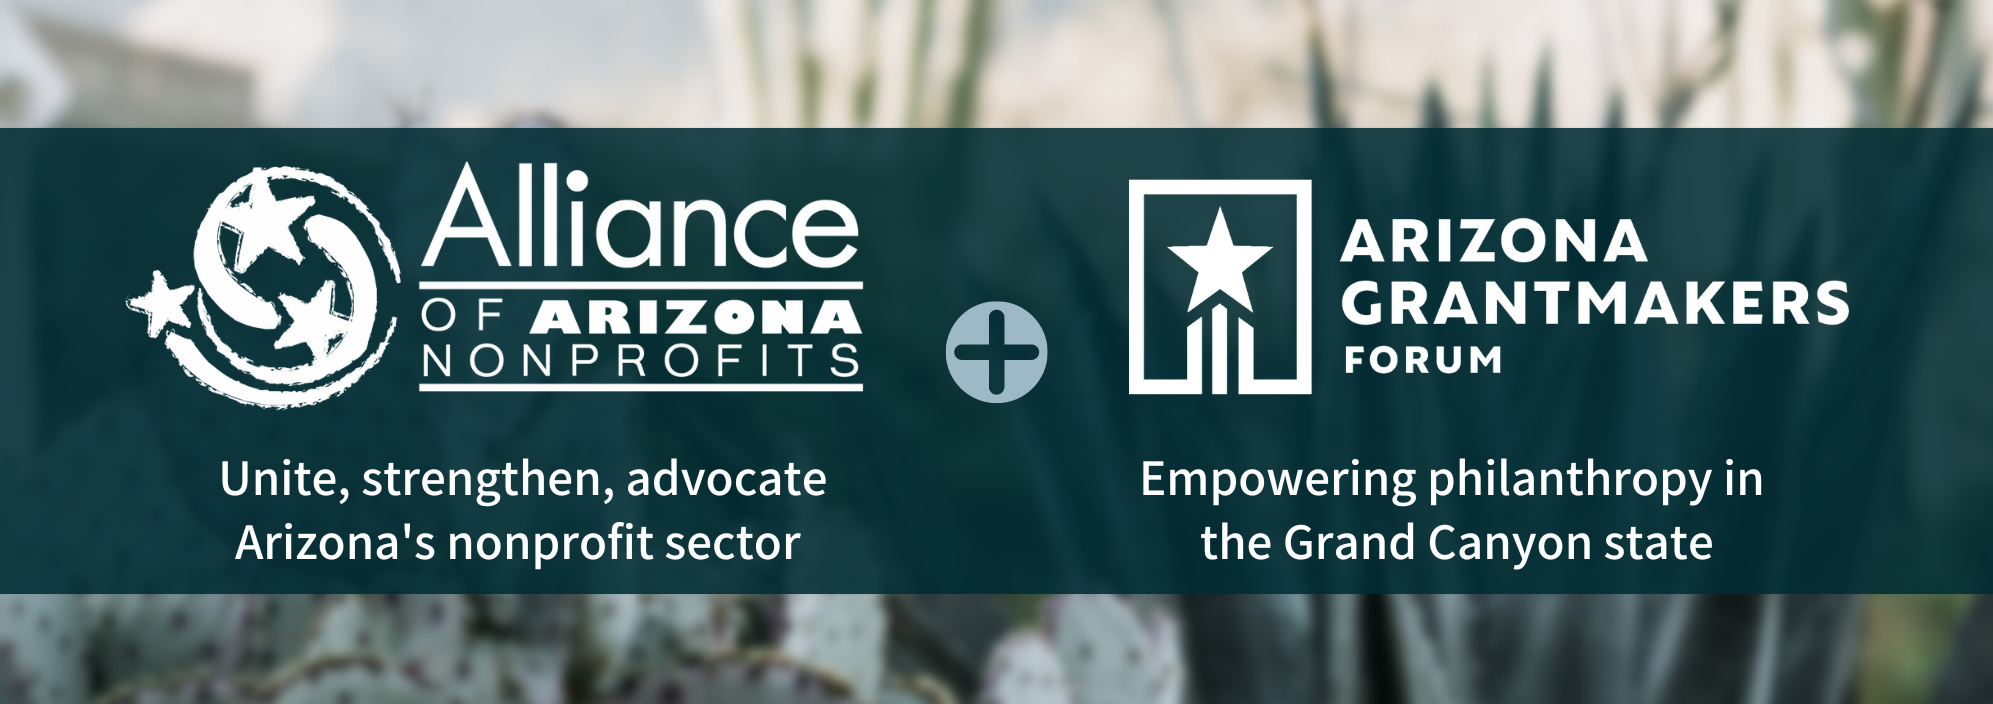 Alliance
OF ARIZONA
NONPROFITS
Unite, strengthen, advocate
Arizona's nonprofit sector
ARIZONA
GRANTMAKERS
FORUM
Empowering philanthropy in
the Grand Canyon state